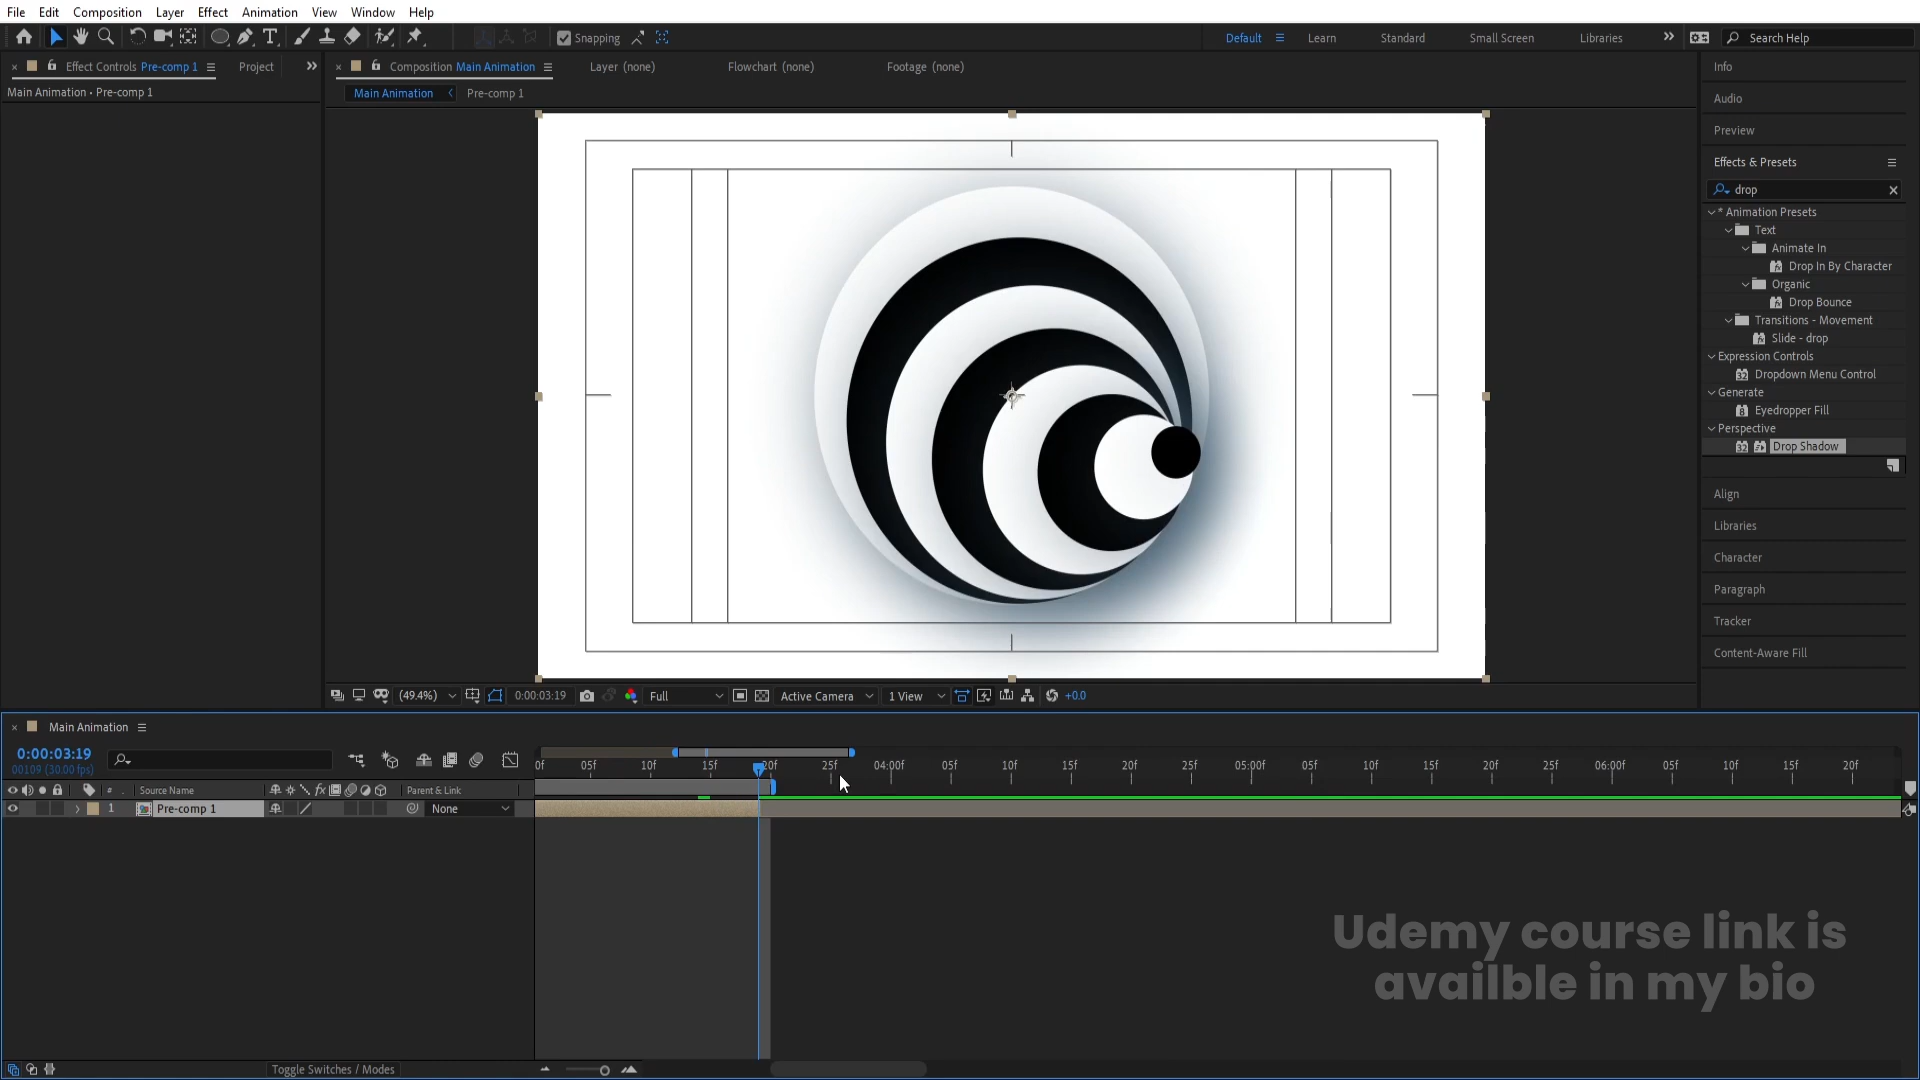 File Edit Composition Layer Effect Animation View Window Help
Snapping Default Learn Standard Small Screen Libraries Search Help
Effect Controls Pre-comp 1 Project Composition Main Animation Layer (none) Flowchart (none) Footage (none)
Main Animation • Pre-comp 1 Main Animation Pre-comp 1
Info
Audio
Preview
Effects & Presets
drop
* Animation Presets
Text
Animate In
Drop In By Character
Organic
Drop Bounce
Transitions - Movement
Slide - drop
Expression Controls
Dropdown Menu Control
Generate
Eyedropper Fill
Perspective
Drop Shadow
Align
Libraries
Character
Paragraph
Tracker
Content-Aware Fill
(49.4%) 0:00:03:19 Full Active Camera 1 View +0.0
Main Animation
0:00:03:19
00109 (30.00 fps)
0f 05f 10f 15f 20f 25f 04:00f 05f 10f 15f 20f 25f 05:00f 05f 10f 15f 20f 25f 06:00f 05f 10f 15f 20f
# Source Name Parent & Link
1 Pre-comp 1 None
Udemy course link is
availble in my bio
Toggle Switches / Modes